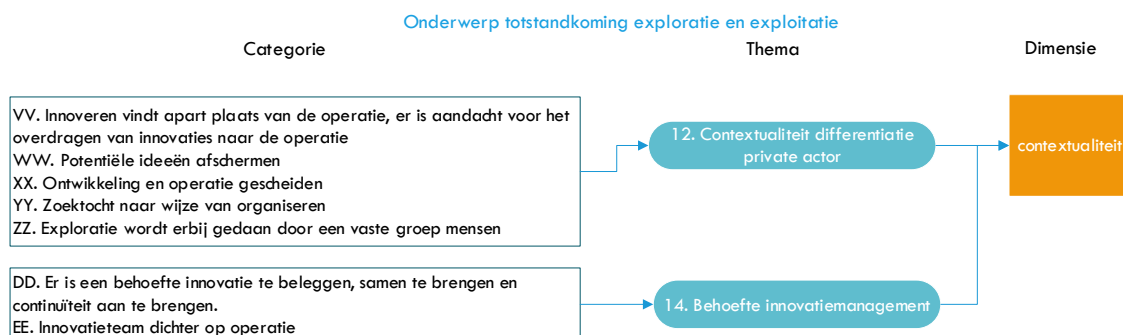 Onderwerp totstandkoming exploratie en exploitatie
Categorie
Thema
Dimensie
VV. Innoveren vindt apart plaats van de operatie, er is aandacht voor het
overdragen van innovaties naar de operatie
WW. Potentiële ideeën afschermen
XX. Ontwikkeling en operatie gescheiden
YY. Zoektocht naar wijze van organiseren
ZZ. Exploratie wordt erbij gedaan door een vaste groep mensen
12. Contextualiteit differentiatie
private actor
contextualiteit
DD. Er is een behoefte innovatie te beleggen, samen te brengen en
continuïteit aan te brengen.
EE. Innovatieteam dichter op operatie
14. Behoefte innovatiemanagement